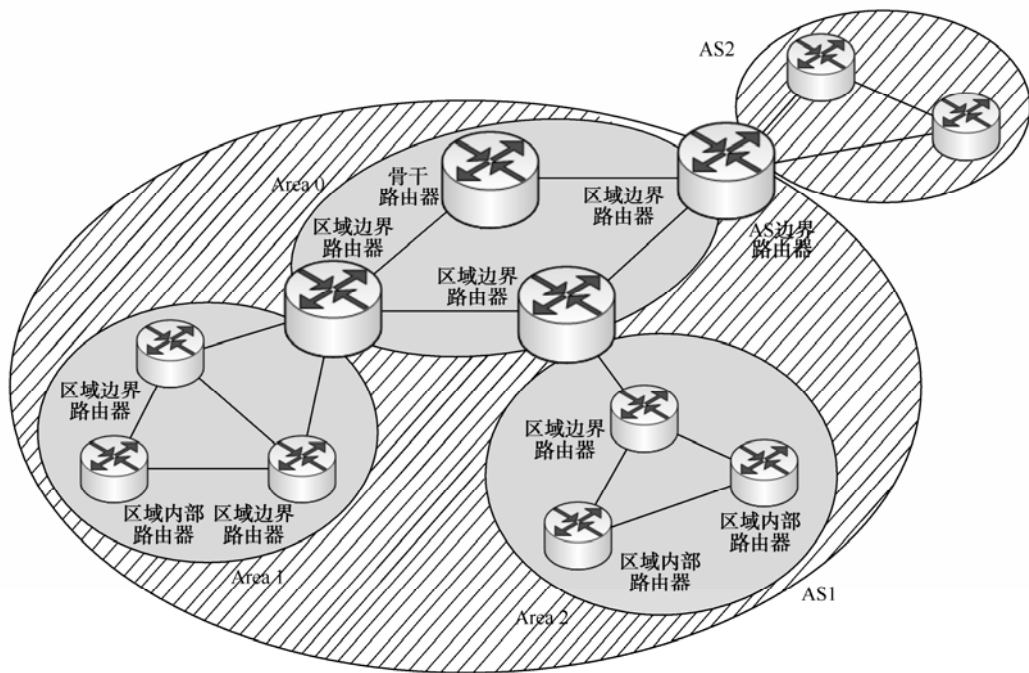 AS2
Area 0
骨干
路由器
区域边界
路由器
区域边界
路由器
AS边界
路由器
区域边界
路由器
区域边界
路由器
区域边界
路由器
区域内部
路由器
区域边界
路由器
区域内部
路由器
区域内部
路由器
Area 1
Area 2
AS1